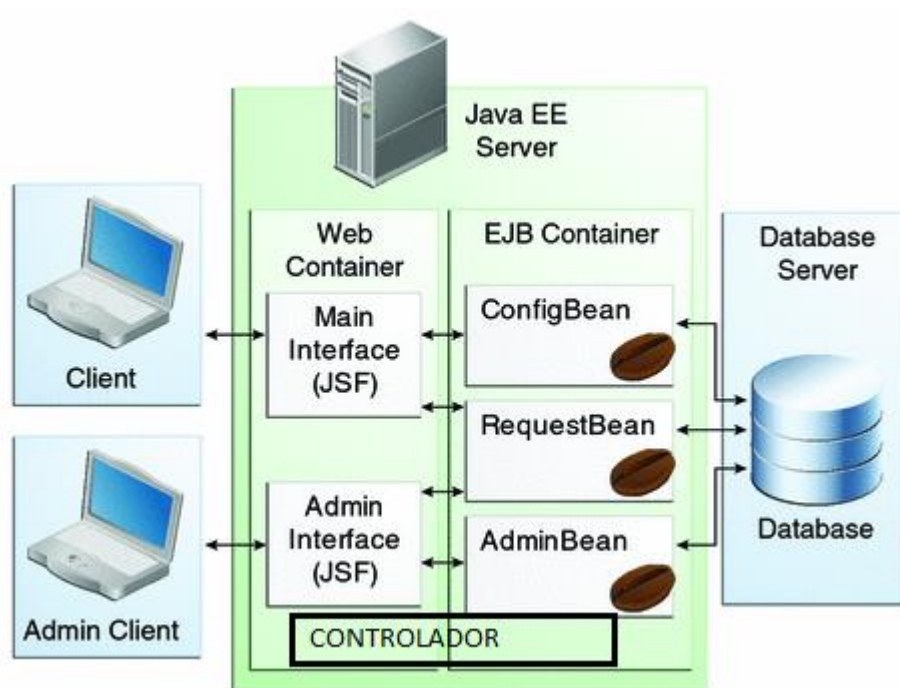 Java EE
Server
Web
Container
EJB Container
Database
Server
Main
Interface
(JSF)
ConfigBean
Client
RequestBean
Admin
Interface
(JSF)
AdminBean
Database
Admin Client
CONTROLADOR